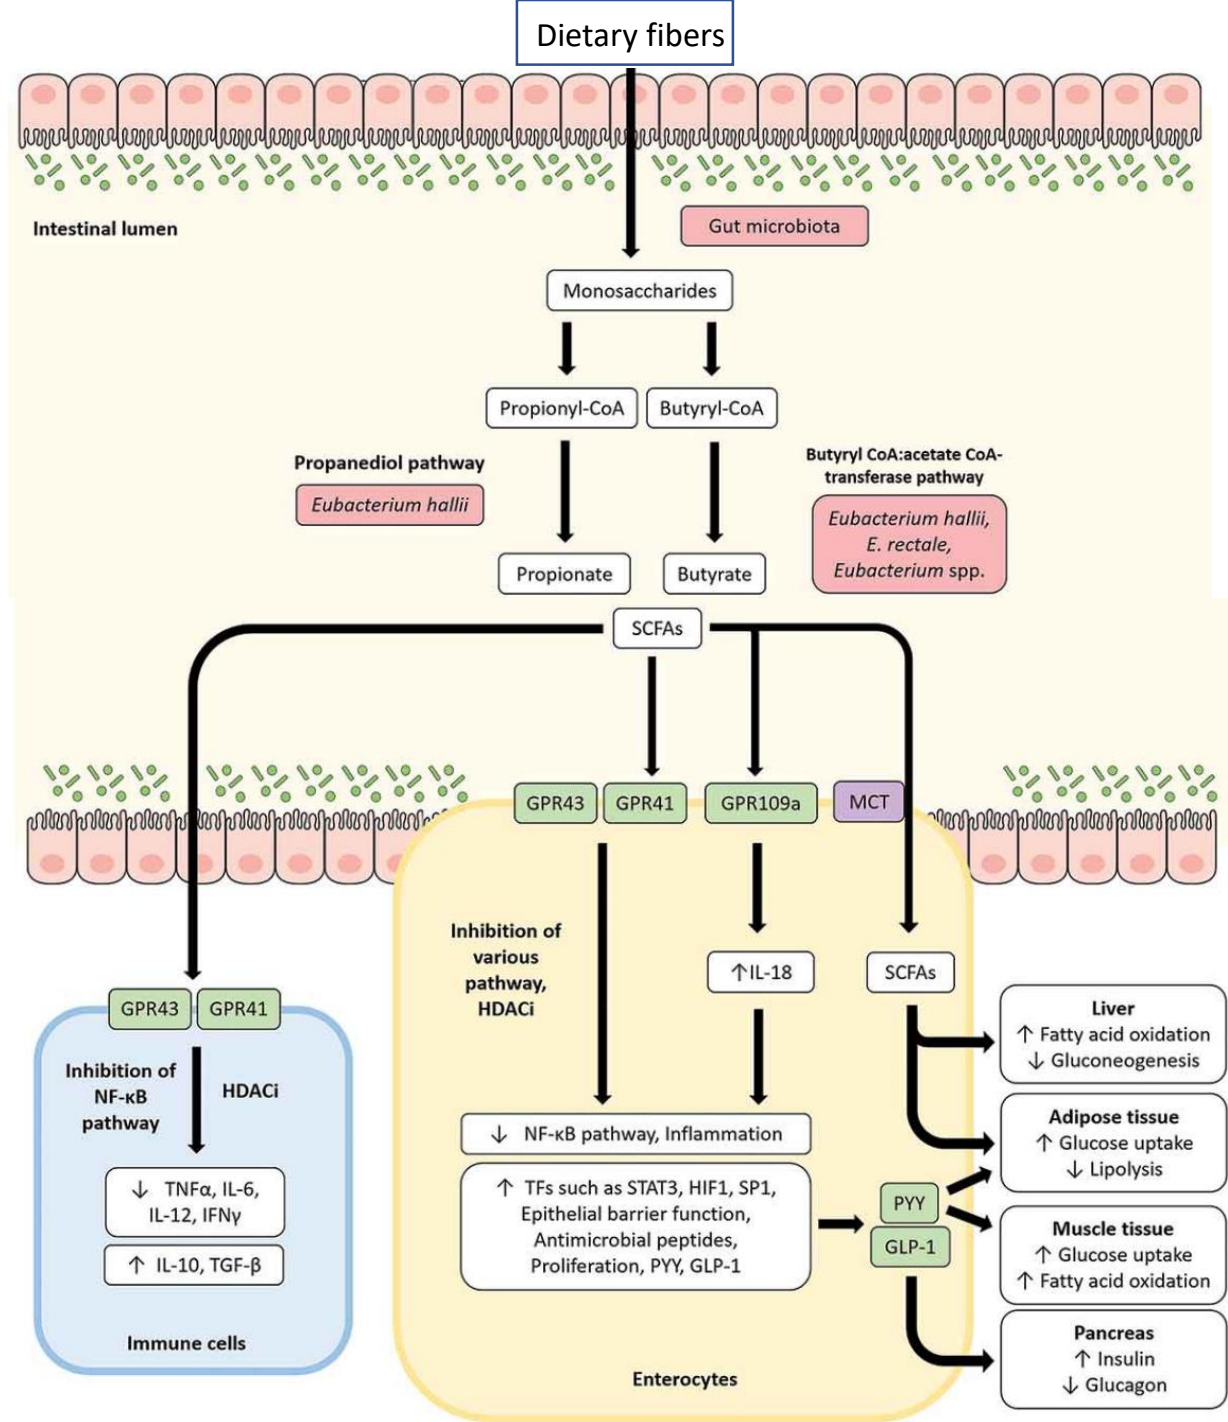 Dietary fibers
Intestinal lumen
Gut microbiota
Monosaccharides
Propionyl-CoA
Butyryl-CoA
Propanediol pathway
Eubacterium hallii
Butyryl CoA:acetate CoA-
transferase pathway
Eubacterium hallii,
E. rectale,
Eubacterium spp.
Propionate
Butyrate
SCFAs
GPR43
GPR41
GPR109a
MCT
Inhibition of
various
pathway,
HDACi
↑IL-18
SCFAs
GPR43
GPR41
Inhibition of
NF-κB
pathway
HDACi
↓ TNFα, IL-6,
IL-12, IFNγ
↑ IL-10, TGF-β
Immune cells
↓ NF-κB pathway, Inflammation
↑ TFs such as STAT3, HIF1, SP1,
Epithelial barrier function,
Antimicrobial peptides,
Proliferation, PYY, GLP-1
PYY
GLP-1
Enterocytes
Liver
↑ Fatty acid oxidation
↓ Gluconeogenesis
Adipose tissue
↑ Glucose uptake
↓ Lipolysis
Muscle tissue
↑ Glucose uptake
↑ Fatty acid oxidation
Pancreas
↑ Insulin
↓ Glucagon